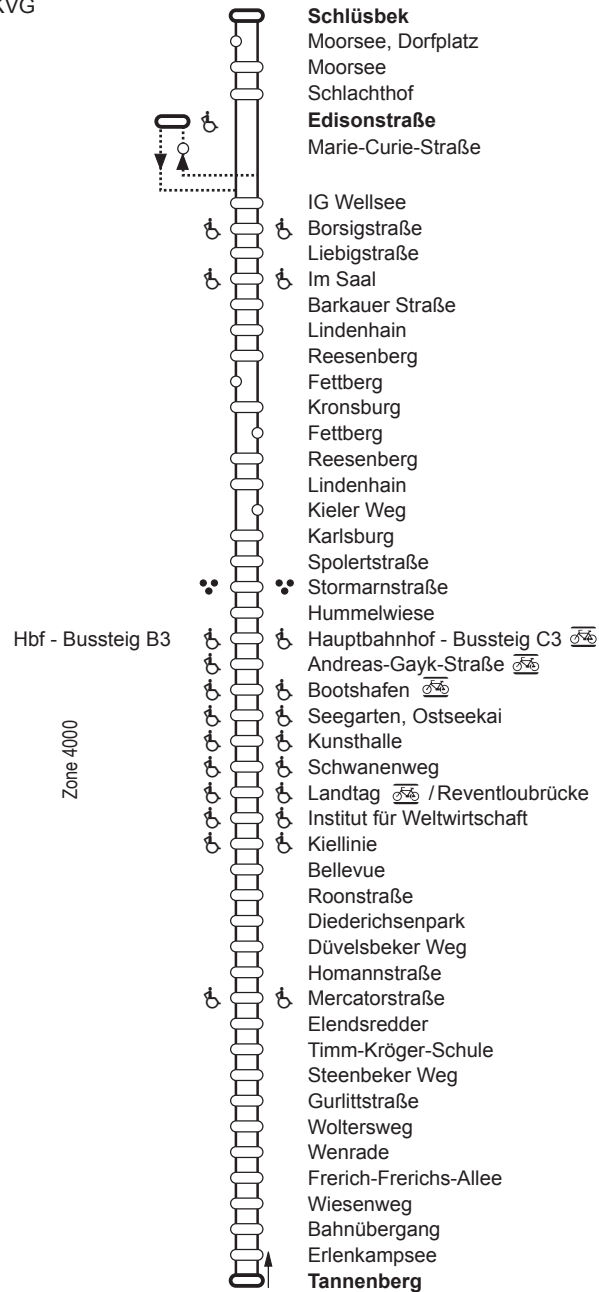 KVG
Schlüsbek
Moorsee, Dorfplatz
Moorsee
Schlachthof
Edisonstraße
Marie-Curie-Straße
IG Wellsee
Borsigstraße
Liebigstraße
Im Saal
Barkauer Straße
Lindenhain
Reesenberg
Fettberg
Kronsburg
Fettberg
Reesenberg
Lindenhain
Kieler Weg
Karlsburg
Spolertstraße
Stormarnstraße
Hummelwiese
Hbf - Bussteig B3 Hauptbahnhof - Bussteig C3
Andreas-Gayk-Straße
Bootshafen
Seegarten, Ostseekai
Kunsthalle
Zone 4000
Schwanenweg
Landtag / Reventloubrücke
Institut für Weltwirtschaft
Kiellinie
Bellevue
Roonstraße
Diederichsenpark
Düvelsbeker Weg
Homannstraße
Mercatorstraße
Elendsredder
Timm-Kröger-Schule
Steenbeker Weg
Gurlittstraße
Woltersweg
Wenrade
Frerich-Frerichs-Allee
Wiesenweg
Bahnübergang
Erlenkampsee
Tannenberg